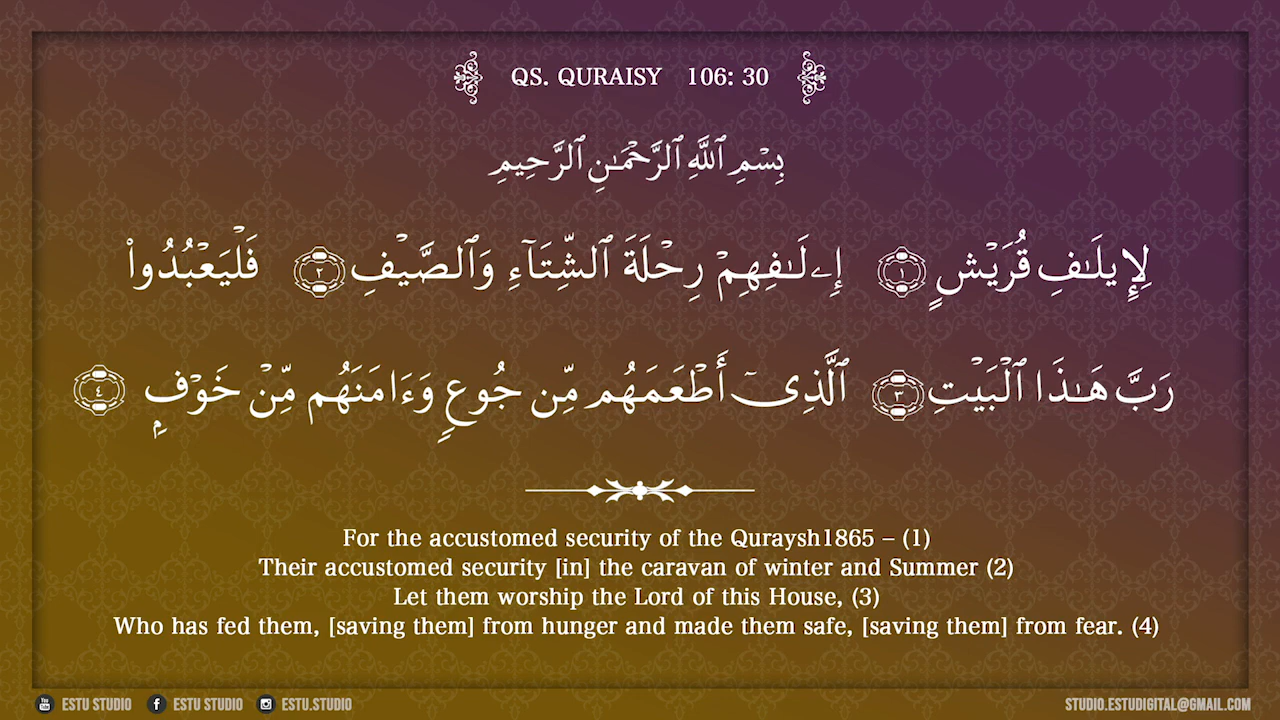 QS. QURAISY 106: 30
بِسْمِ ٱللَّهِ ٱلرَّحْمَـٰنِ ٱلرَّحِيمِ
لِإِيلَـٰفِ قُرَيْشٍ ١ إِۦلَـٰفِهِمْ رِحْلَةَ ٱلشِّتَآءِ وَٱلصَّيْفِ ٢ فَلْيَعْبُدُوا۟
رَبَّ هَـٰذَا ٱلْبَيْتِ ٣ ٱلَّذِىٓ أَطْعَمَهُم مِّن جُوعٍ وَءَامَنَهُم مِّنْ خَوْفٍۭ ٤
For the accustomed security of the Quraysh1865 – (1)
Their accustomed security [in] the caravan of winter and Summer (2)
Let them worship the Lord of this House, (3)
Who has fed them, [saving them] from hunger and made them safe, [saving them] from fear. (4)
You Tube ESTU STUDIO f ESTU STUDIO ESTU.STUDIO STUDIO.ESTUDIGITAL@GMAIL.COM